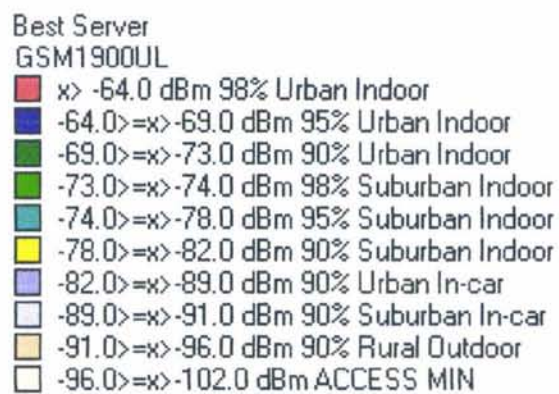 Best Server
GSM1900UL
x> -64.0 dBm 98% Urban Indoor
-64.0>=x>-69.0 dBm 95% Urban Indoor
-69.0>=x>-73.0 dBm 90% Urban Indoor
-73.0>=x>-74.0 dBm 98% Suburban Indoor
-74.0>=x>-78.0 dBm 95% Suburban Indoor
-78.0>=x>-82.0 dBm 90% Suburban Indoor
-82.0>=x>-89.0 dBm 90% Urban In-car
-89.0>=x>-91.0 dBm 90% Suburban In-car
-91.0>=x>-96.0 dBm 90% Rural Outdoor
-96.0>=x>-102.0 dBm ACCESS MIN